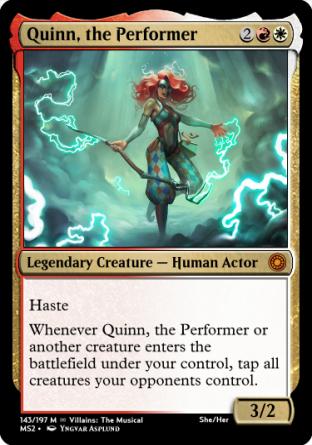 Quinn, the Performer 2
Legendary Creature — Human Actor
Haste
Whenever Quinn, the Performer or
another creature enters the
battlefield under your control, tap all
creatures your opponents control.
3/2
143/197 M ∞ Villains: The Musical She/Her
MS2 • Yngvar Asplund